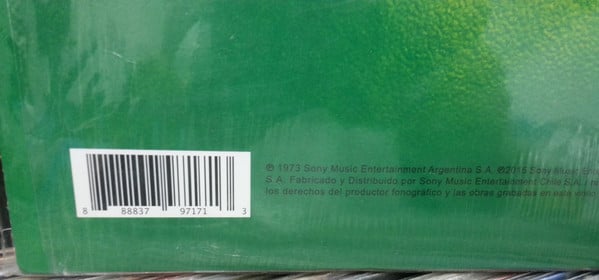 ℗ 1973 Sony Music Entertainment Argentina S.A. ℗2015 Sony Music
S.A. Fabricado y Distribuido por Sony Music Entertainment Chile S.A.
los derechos del productor fonográfico y las obras grabadas en este
8 88837 97171 3